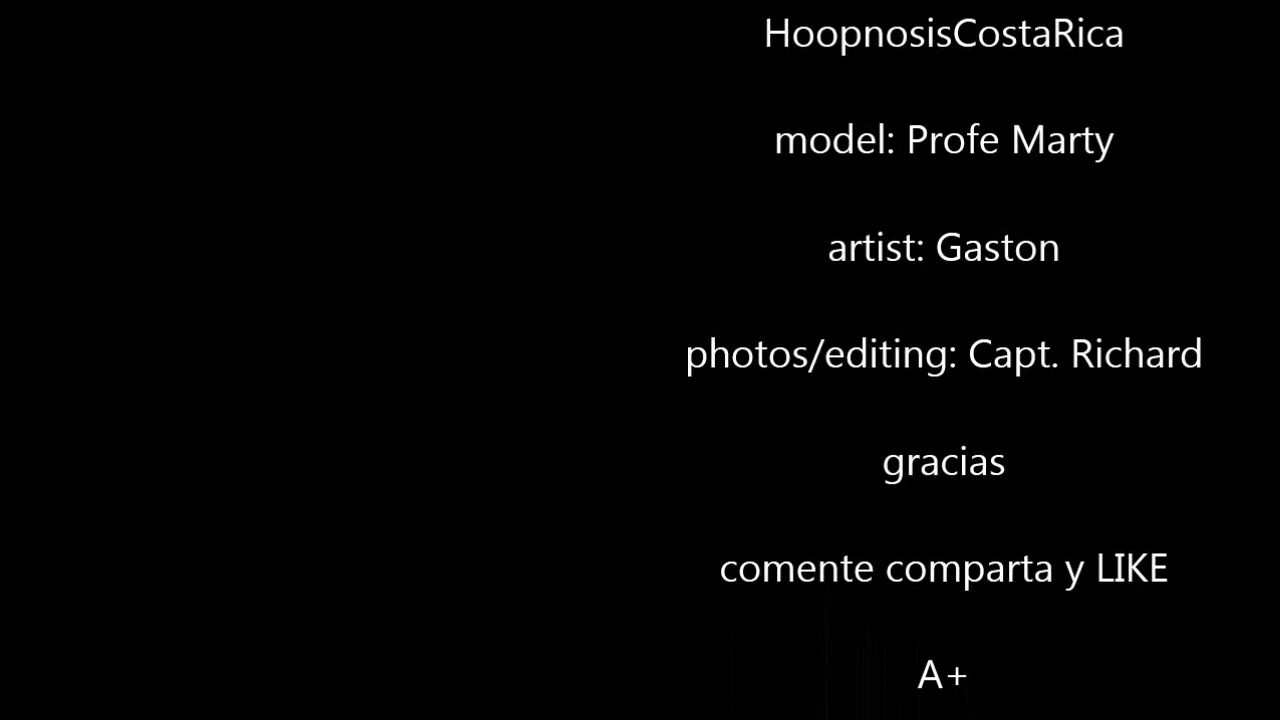 HoopnosisCostaRica
model: Profe Marty
artist: Gaston
photos/editing: Capt. Richard
gracias
comente comparta y LIKE
A+